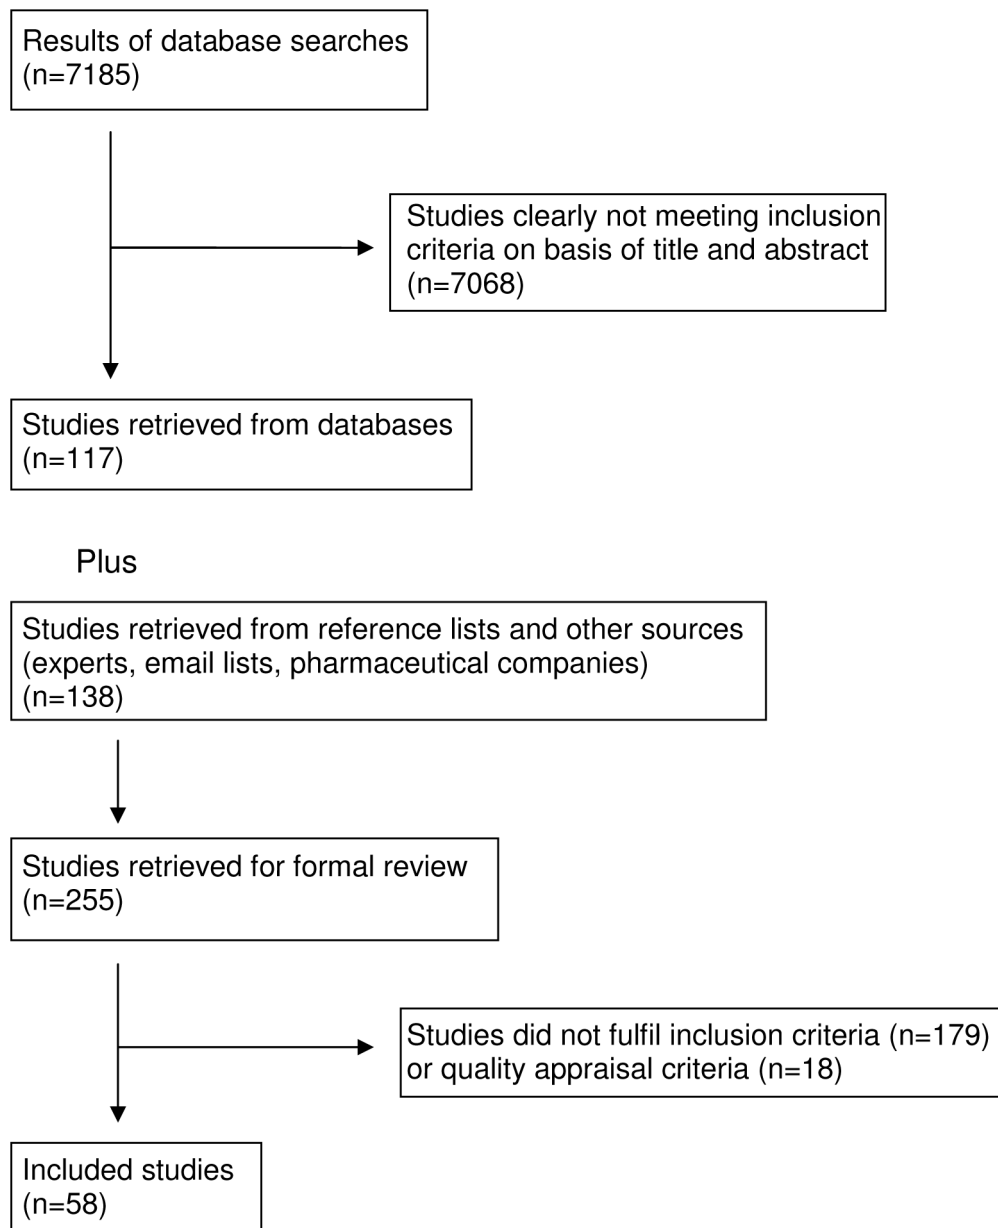 Results of database searches
(n=7185)
Studies clearly not meeting inclusion
criteria on basis of title and abstract
(n=7068)
Studies retrieved from databases
(n=117)
Plus
Studies retrieved from reference lists and other sources
(experts, email lists, pharmaceutical companies)
(n=138)
Studies retrieved for formal review
(n=255)
Studies did not fulfil inclusion criteria (n=179)
or quality appraisal criteria (n=18)
Included studies
(n=58)